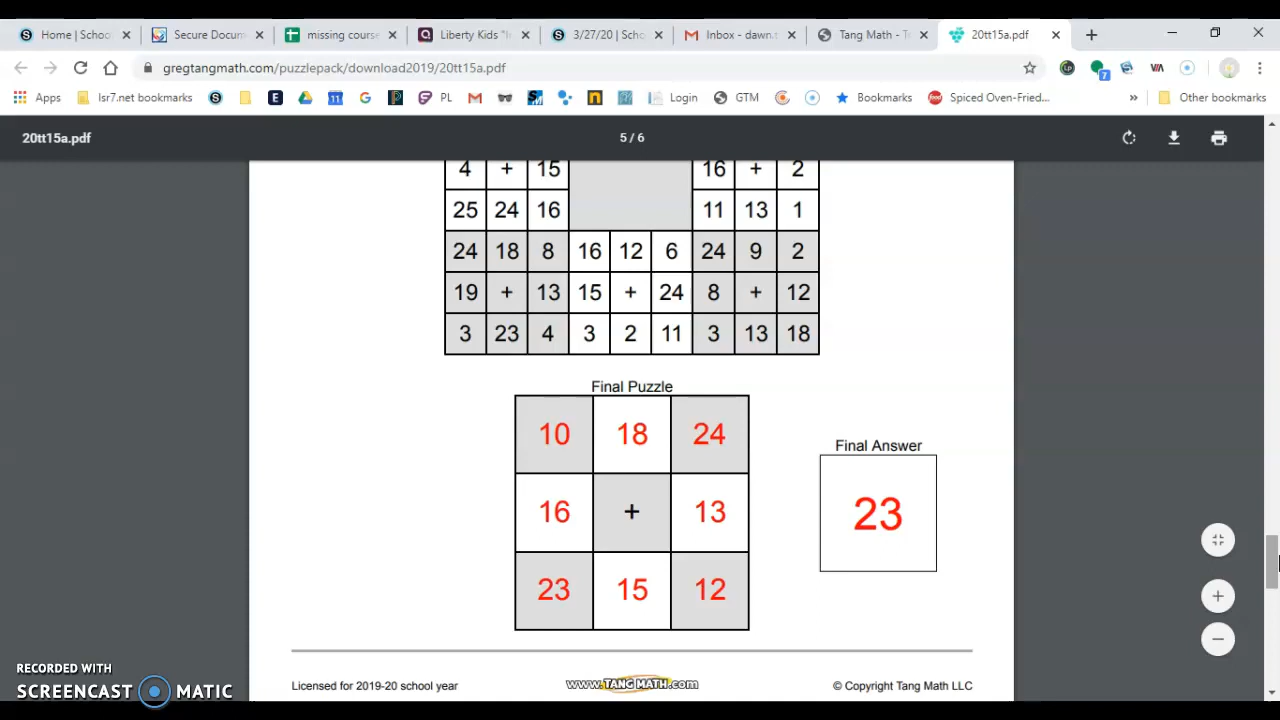 Home | Schoo
Secure Docum
missing course
Liberty Kids "I
3/27/20 | Scho
Inbox - dawn.t
Tang Math - T
20tt15a.pdf
gregtangmath.com/puzzlepack/download2019/20tt15a.pdf
Apps
lsr7.net bookmarks
PL
Login
GTM
Bookmarks
Spiced Oven-Fried...
»
Other bookmarks
20tt15a.pdf
5 / 6
4 + 15 16 + 2
25 24 16 11 13 1
24 18 8 16 12 6 24 9 2
19 + 13 15 + 24 8 + 12
3 23 4 3 2 11 3 13 18
Final Puzzle
10 18 24
16 + 13
23 15 12
Final Answer
23
Licensed for 2019-20 school year
www.TANG MATH.com
© Copyright Tang Math LLC
RECORDED WITH
SCREENCAST MATIC